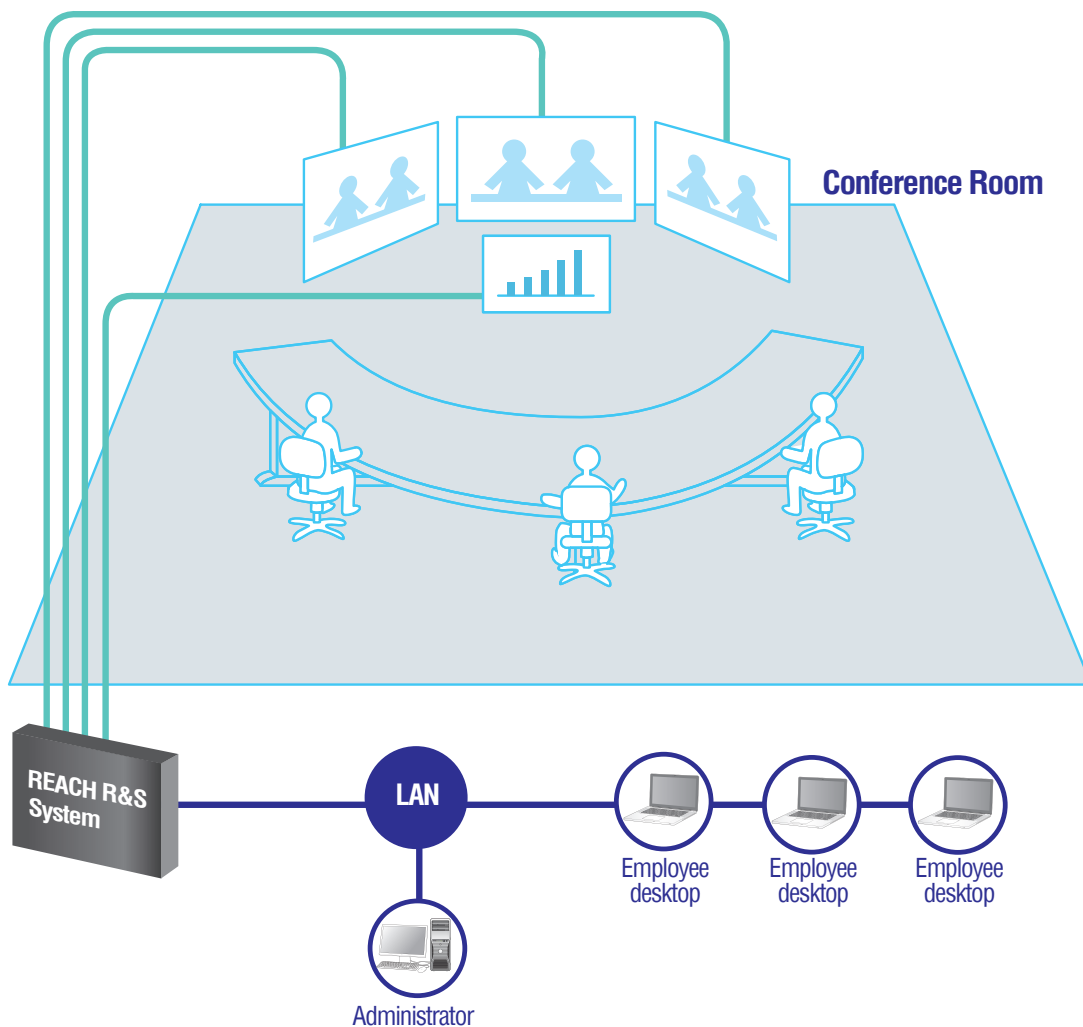 Conference Room
REACH R&S
System
LAN
Employee
desktop
Employee
desktop
Employee
desktop
Administrator